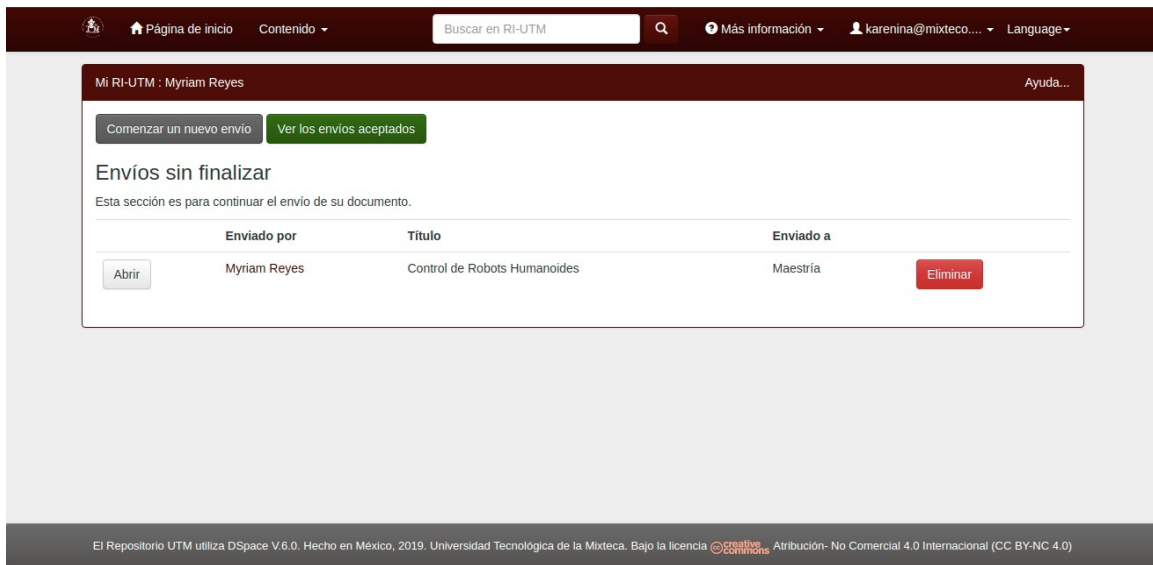 Página de inicio Contenido Buscar en RI-UTM Más información karenina@mixteco.... Language
Mi RI-UTM : Myriam Reyes Ayuda...
Comenzar un nuevo envío Ver los envíos aceptados
Envíos sin finalizar
Esta sección es para continuar el envío de su documento.
Enviado por Título Enviado a
Abrir Myriam Reyes Control de Robots Humanoides Maestría Eliminar
El Repositorio UTM utiliza DSpace V.6.0. Hecho en México, 2019. Universidad Tecnológica de la Mixteca. Bajo la licencia cc creative commons Atribución- No Comercial 4.0 Internacional (CC BY-NC 4.0)